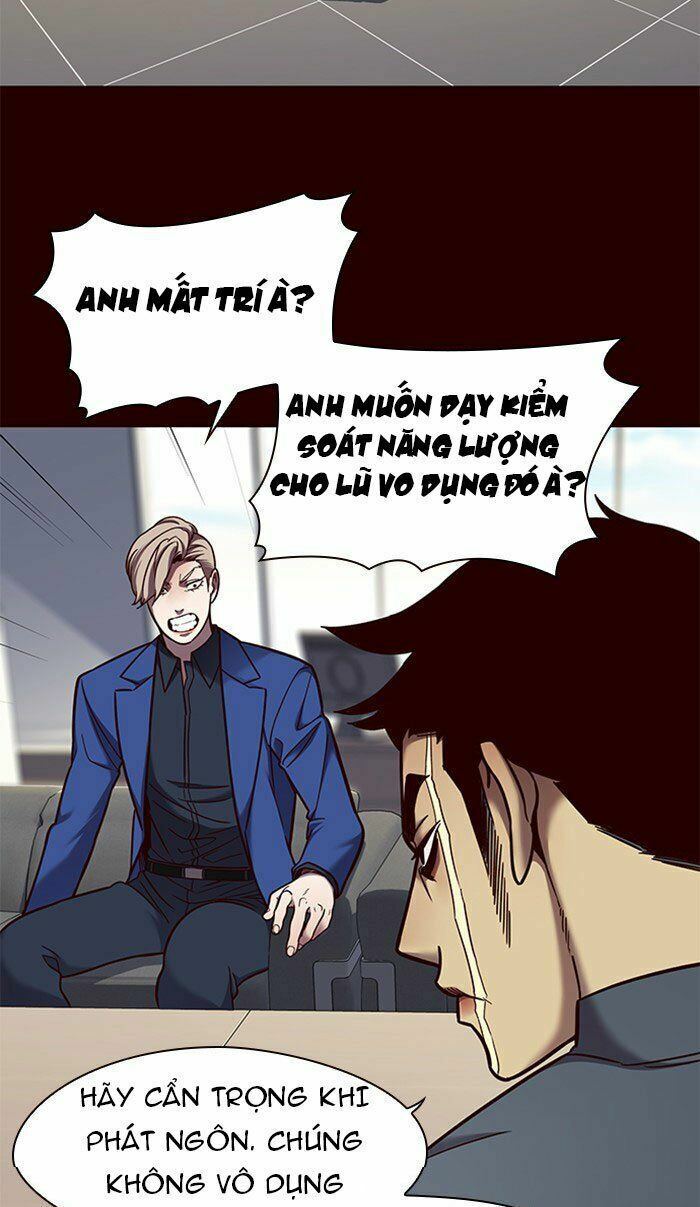 ANH MẤT TRÍ À?
ANH MUỐN DẠY KIỂM
SOÁT NĂNG LƯỢNG
CHO LŨ VO DỤNG ĐÓ À?
HÃY CẨN TRỌNG KHI
PHÁT NGÔN. CHÚNG
KHÔNG VÔ DỤNG